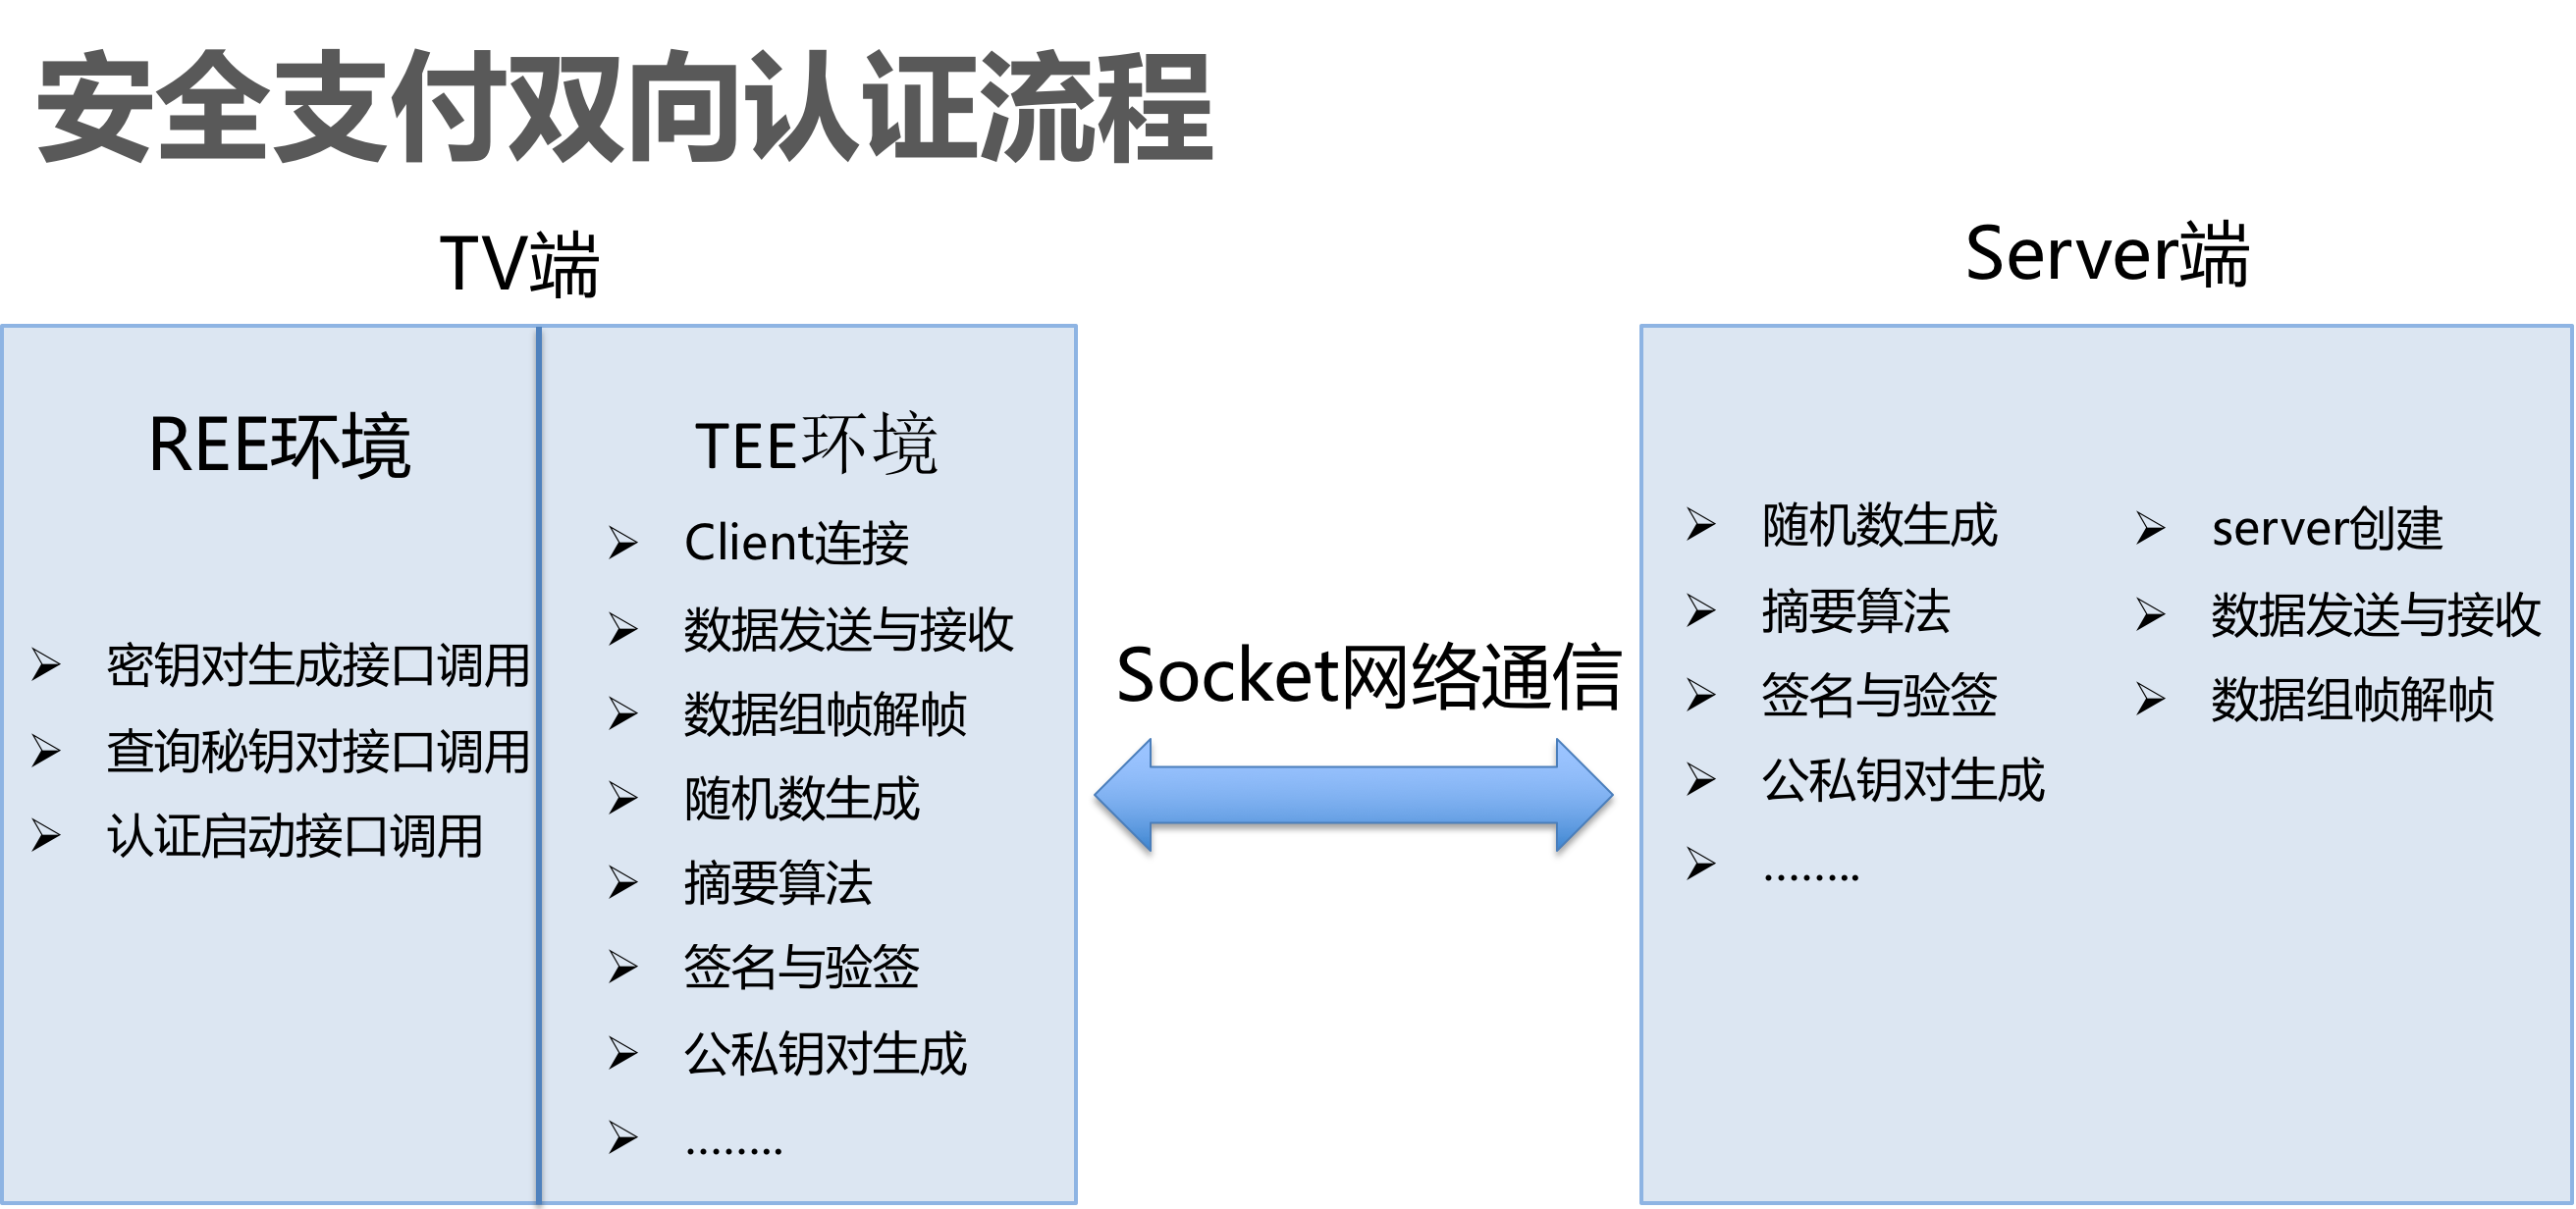 安全支付双向认证流程
TV端
Server端
REE环境
密钥对生成接口调用
查询秘钥对接口调用
认证启动接口调用
TEE环境
Client连接
数据发送与接收
数据组帧解帧
随机数生成
摘要算法
签名与验签
公私钥对生成
........
Socket网络通信
随机数生成
摘要算法
签名与验签
公私钥对生成
........
server创建
数据发送与接收
数据组帧解帧